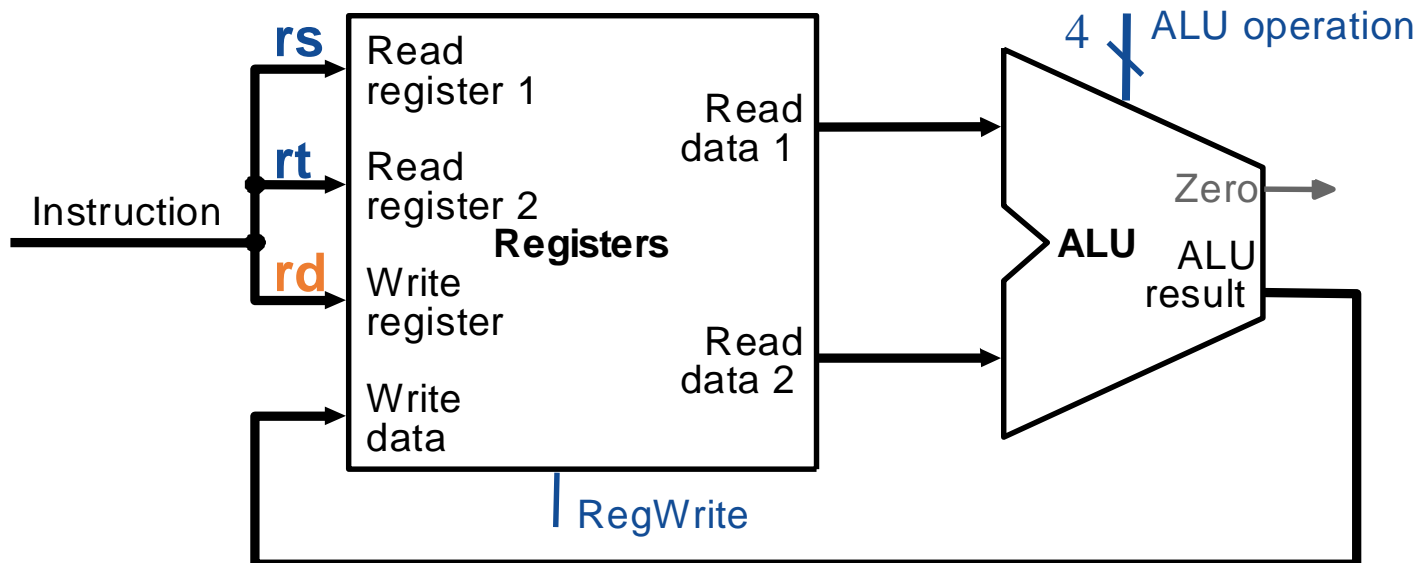 rs
Read
register 1
rt
Read
register 2
Instruction
rd
Write
register
Write
data
Registers
Read
data 1
Read
data 2
RegWrite
4
ALU operation
Zero
ALU
ALU
result